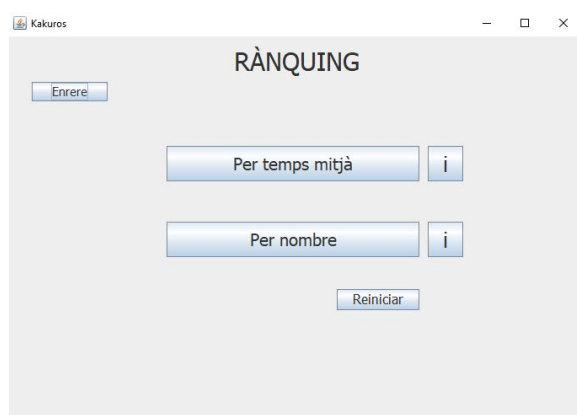 Kakuros
RÀNQUING
Enrere
Per temps mitjà i
Per nombre i
Reiniciar